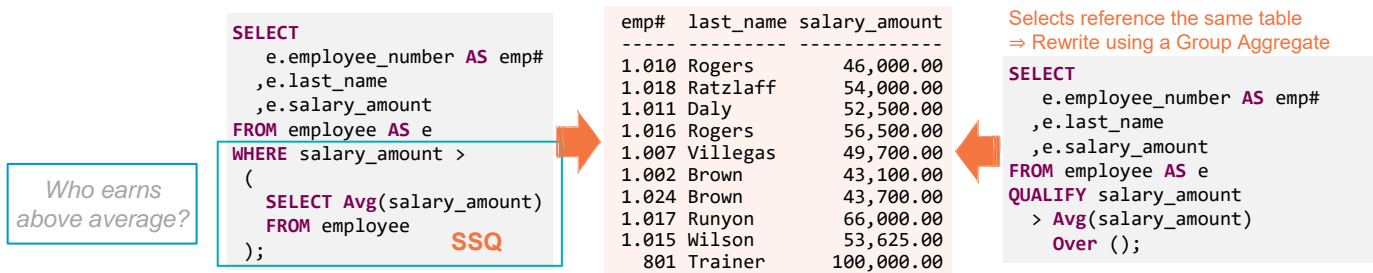 Who earns
above average?
SELECT
e.employee_number AS emp#
,e.last_name
,e.salary_amount
FROM employee AS e
WHERE salary_amount >
(
SELECT Avg(salary_amount)
FROM employee
SSQ
);
emp# last_name salary_amount
----- --------- -------------
1.010 Rogers 46,000.00
1.018 Ratzlaff 54,000.00
1.011 Daly 52,500.00
1.016 Rogers 56,500.00
1.007 Villegas 49,700.00
1.002 Brown 43,100.00
1.024 Brown 43,700.00
1.017 Runyon 66,000.00
1.015 Wilson 53,625.00
801 Trainer 100,000.00
Selects reference the same table
⇒ Rewrite using a Group Aggregate
SELECT
e.employee_number AS emp#
,e.last_name
,e.salary_amount
FROM employee AS e
QUALIFY salary_amount
> Avg(salary_amount)
Over ();